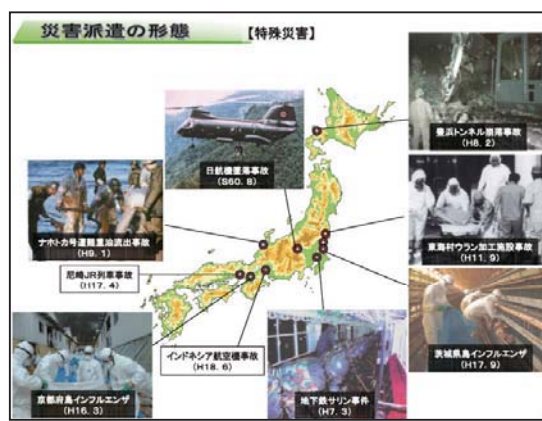 災害派遣の形態 【特殊災害】
日航機墜落事故
(S60. 8)
豊浜トンネル崩落事故
(H8. 2)
ナホトカ号遭難重油流出事故
(H9. 1)
東海村ウラン加工施設事故
(H11. 9)
尼崎JR列車事故
(H17. 4)
インドネシア航空機事故
(H18. 6)
茨城県鳥インフルエンザ
(H17. 9)
京都府鳥インフルエンザ
(H16. 3)
地下鉄サリン事件
(H7. 3)